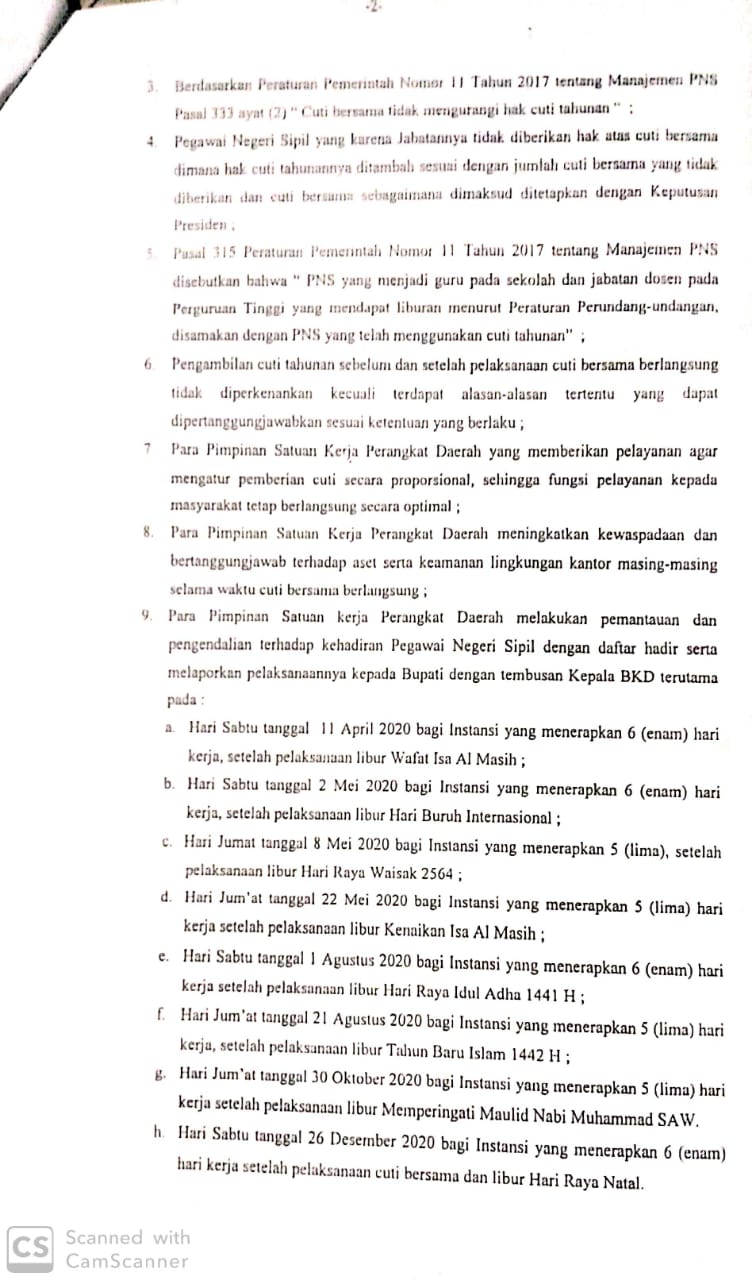 -2-
3. Berdasarkan Peraturan Pemerintah Nomor 11 Tahun 2017 tentang Manajemen PNS
Pasal 333 ayat (2) " Cuti bersama tidak mengurangi hak cuti tahunan " ;
4. Pegawai Negeri Sipil yang karena Jabatannya tidak diberikan hak atas cuti bersama
dimana hak cuti tahunannya ditambah sesuai dengan jumlah cuti bersama yang tidak
diberikan dan cuti bersama sebagaimana dimaksud ditetapkan dengan Keputusan
Presiden ;
5. Pasal 315 Peraturan Pemerintah Nomor 11 Tahun 2017 tentang Manajemen PNS
disebutkan bahwa " PNS yang menjadi guru pada sekolah dan jabatan dosen pada
Perguruan Tinggi yang mendapat liburan menurut Peraturan Perundang-undangan,
disamakan dengan PNS yang telah menggunakan cuti tahunan" ;
6. Pengambilan cuti tahunan sebelum dan setelah pelaksanaan cuti bersama berlangsung
tidak diperkenankan kecuali terdapat alasan-alasan tertentu yang dapat
dipertanggungjawabkan sesuai ketentuan yang berlaku ;
7 Para Pimpinan Satuan Kerja Perangkat Daerah yang memberikan pelayanan agar
mengatur pemberian cuti secara proporsional, sehingga fungsi pelayanan kepada
masyarakat tetap berlangsung secara optimal ;
8. Para Pimpinan Satuan Kerja Perangkat Daerah meningkatkan kewaspadaan dan
bertanggungjawab terhadap aset serta keamanan lingkungan kantor masing-masing
selama waktu cuti bersama berlangsung ;
9. Para Pimpinan Satuan kerja Perangkat Daerah melakukan pemantauan dan
pengendalian terhadap kehadiran Pegawai Negeri Sipil dengan daftar hadir serta
melaporkan pelaksanaannya kepada Bupati dengan tembusan Kepala BKD terutama
pada :
a. Hari Sabtu tanggal 11 April 2020 bagi Instansi yang menerapkan 6 (enam) hari
kerja, setelah pelaksanaan libur Wafat Isa Al Masih ;
b. Hari Sabtu tanggal 2 Mei 2020 bagi Instansi yang menerapkan 6 (enam) hari
kerja, setelah pelaksanaan libur Hari Buruh Internasional ;
c. Hari Jumat tanggal 8 Mei 2020 bagi Instansi yang menerapkan 5 (lima), setelah
pelaksanaan libur Hari Raya Waisak 2564 ;
d. Hari Jum'at tanggal 22 Mei 2020 bagi Instansi yang menerapkan 5 (lima) hari
kerja setelah pelaksanaan libur Kenaikan Isa Al Masih ;
e. Hari Sabtu tanggal 1 Agustus 2020 bagi Instansi yang menerapkan 6 (enam) hari
kerja setelah pelaksanaan libur Hari Raya Idul Adha 1441 H ;
f. Hari Jum'at tanggal 21 Agustus 2020 bagi Instansi yang menerapkan 5 (lima) hari
kerja, setelah pelaksanaan libur Tahun Baru Islam 1442 H ;
g. Hari Jum'at tanggal 30 Oktober 2020 bagi Instansi yang menerapkan 5 (lima) hari
kerja setelah pelaksanaan libur Memperingati Maulid Nabi Muhammad SAW.
h. Hari Sabtu tanggal 26 Desember 2020 bagi Instansi yang menerapkan 6 (enam)
hari kerja setelah pelaksanaan cuti bersama dan libur Hari Raya Natal.
CS Scanned with
CamScanner